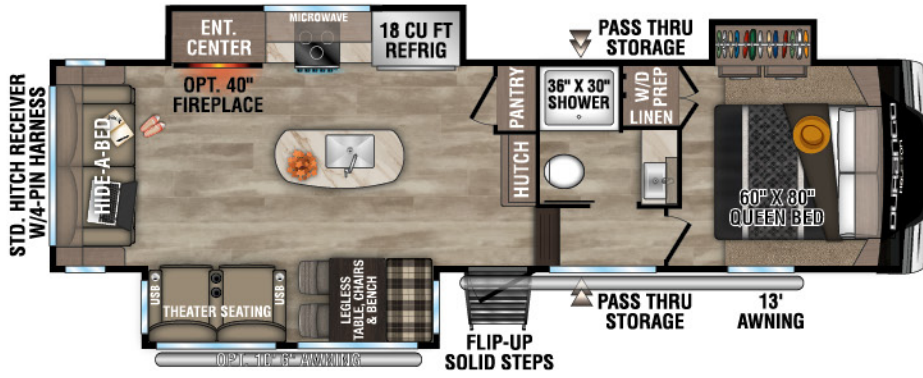 MICROWAVE
ENT.
CENTER
18 CU FT
REFRIG
PASS THRU
STORAGE
OPT. 40"
FIREPLACE
PANTRY
36" X 30"
SHOWER
W/D
PREP
LINEN
STD. HITCH RECEIVER
W/4-PIN HARNESS
HIDE-A-BED
HUTCH
60" X 80"
QUEEN BED
DURANGO
USB
THEATER SEATING
USB
LEGLESS
TABLE, CHAIRS
& BENCH
PASS THRU
STORAGE
13'
AWNING
FLIP-UP
SOLID STEPS
OPT. 10' 6" AWNING